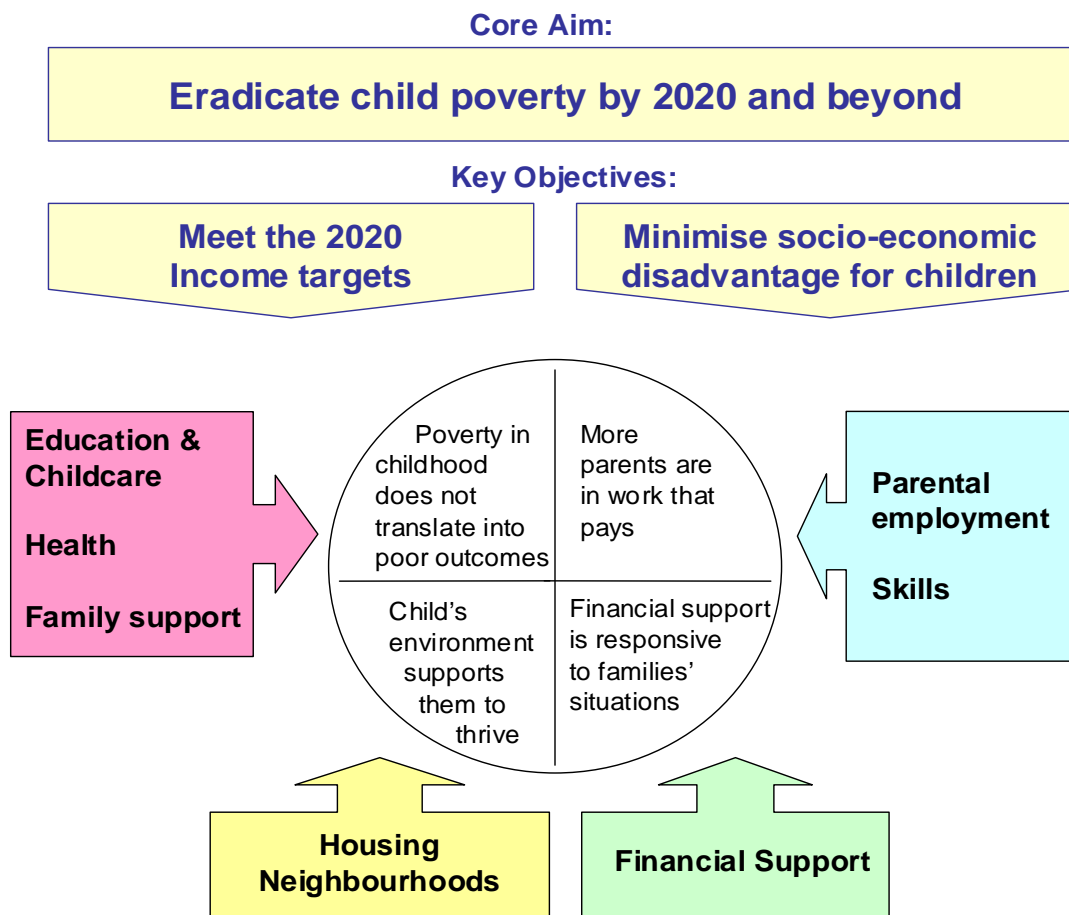 Core Aim:
Eradicate child poverty by 2020 and beyond
Key Objectives:
Meet the 2020
Income targets
Minimise socio-economic
disadvantage for children
Education &
Childcare
Health
Family support
Poverty in
childhood
does not
translate into
poor outcomes
More
parents are
in work that
pays
Child's
environment
supports
them to
thrive
Financial support
is responsive
to families'
situations
Parental
employment
Skills
Housing
Neighbourhoods
Financial Support